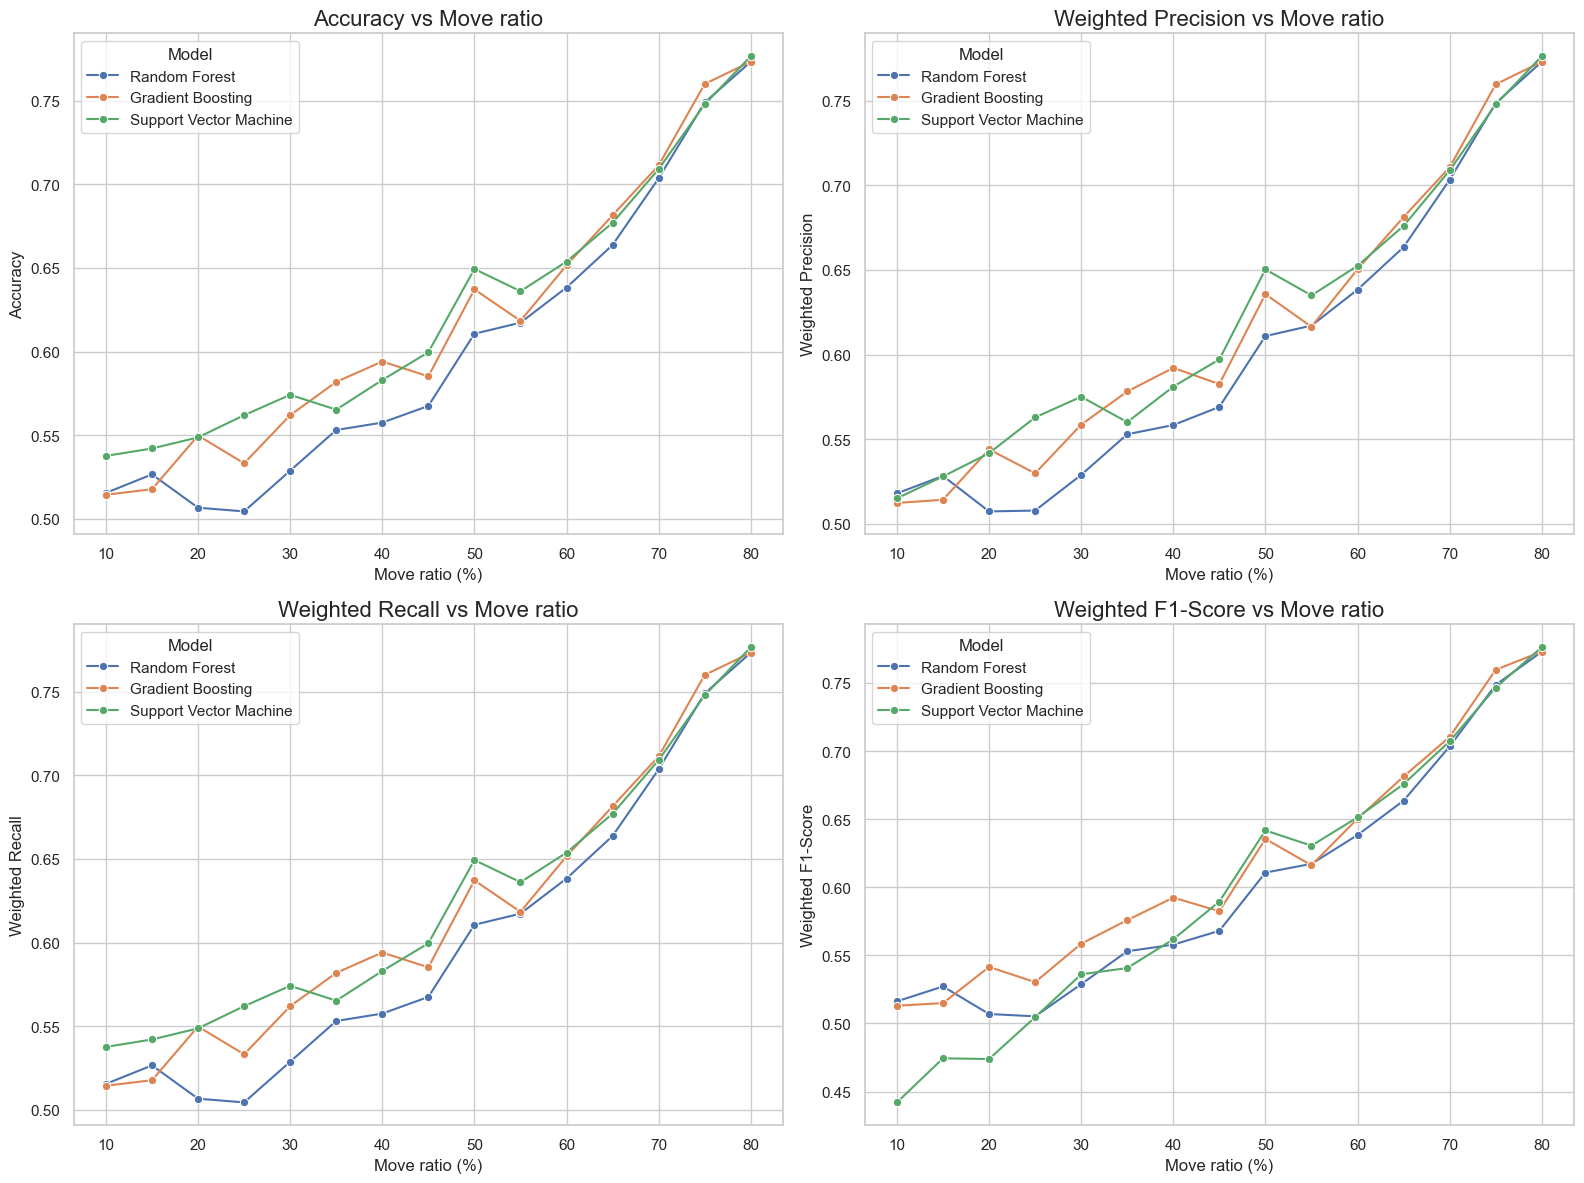 Accuracy vs Move ratio
Model
Random Forest
Gradient Boosting
Support Vector Machine
Accuracy
0.75
0.70
0.65
0.60
0.55
0.50
10 20 30 40 50 60 70 80
Move ratio (%)
Weighted Precision vs Move ratio
Model
Random Forest
Gradient Boosting
Support Vector Machine
Weighted Precision
0.75
0.70
0.65
0.60
0.55
0.50
10 20 30 40 50 60 70 80
Move ratio (%)
Weighted Recall vs Move ratio
Model
Random Forest
Gradient Boosting
Support Vector Machine
Weighted Recall
0.75
0.70
0.65
0.60
0.55
0.50
10 20 30 40 50 60 70 80
Move ratio (%)
Weighted F1-Score vs Move ratio
Model
Random Forest
Gradient Boosting
Support Vector Machine
Weighted F1-Score
0.75
0.70
0.65
0.60
0.55
0.50
0.45
10 20 30 40 50 60 70 80
Move ratio (%)